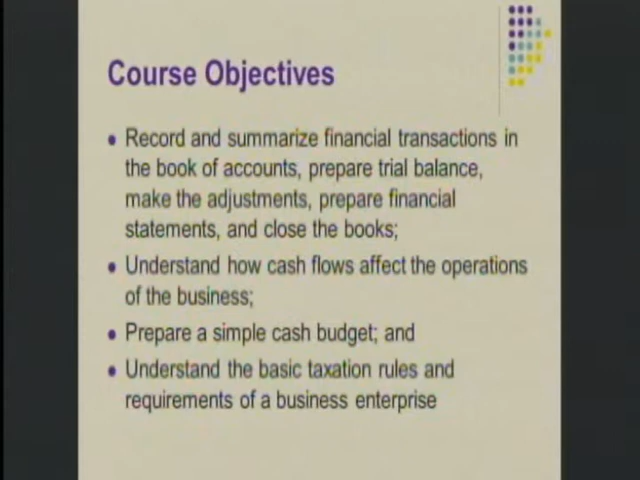 Course Objectives
Record and summarize financial transactions in
the book of accounts, prepare trial balance,
make the adjustments, prepare financial
statements, and close the books;
Understand how cash flows affect the operations
of the business;
Prepare a simple cash budget; and
Understand the basic taxation rules and
requirements of a business enterprise